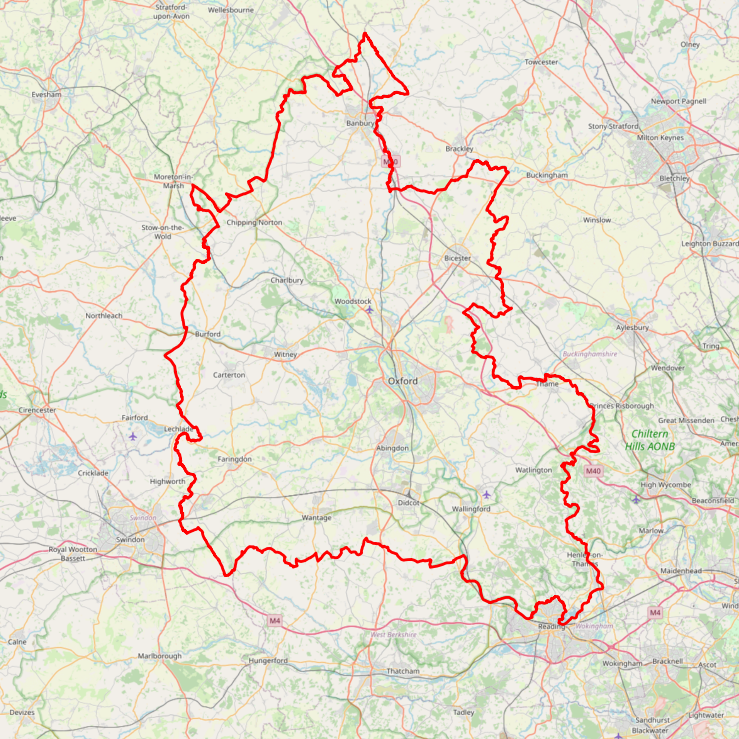 Stratford-
upon-Avon
Wellesbourne
Olney
Towcester
Evesham
Newport Pagnell
Banbury
Stony Stratford
Milton Keynes
Brackley
M40
Moreton-in-
Marsh
Buckingham
Bletchley
Stow-on-the-
Wold
Chipping Norton
Winslow
Leighton Buzzard
Bicester
Charlbury
Woodstock
Northleach
Burford
Aylesbury
Witney
Buckinghamshire
Tring
Wendover
Carterton
Oxford
Thame
Princes Risborough
Cirencester
Fairford
Lechlade
Great Missenden
Chiltern
Hills AONB
Abingdon
Faringdon
Cricklade
Watlington
M40
Highworth
High Wycombe
Didcot
Wallingford
Beaconsfield
Swindon
Wantage
Marlow
Swindon
Royal Wootton
Bassett
Henley-on-
Thames
Maidenhead
M4
M4
Reading
Wokingham
West Berkshire
Calne
Marlborough
Hungerford
Thatcham
Wokingham
Bracknell
Ascot
Devizes
Tadley
Sandhurst
Blackwater
Lightwater